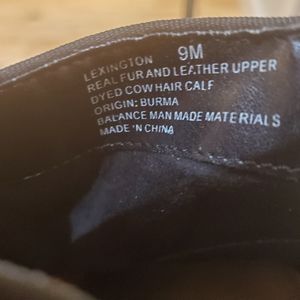 LEXINGTON 9M
REAL FUR AND LEATHER UPPER
DYED COW HAIR CALF
ORIGIN: BURMA
BALANCE MAN MADE MATERIALS
MADE IN CHINA